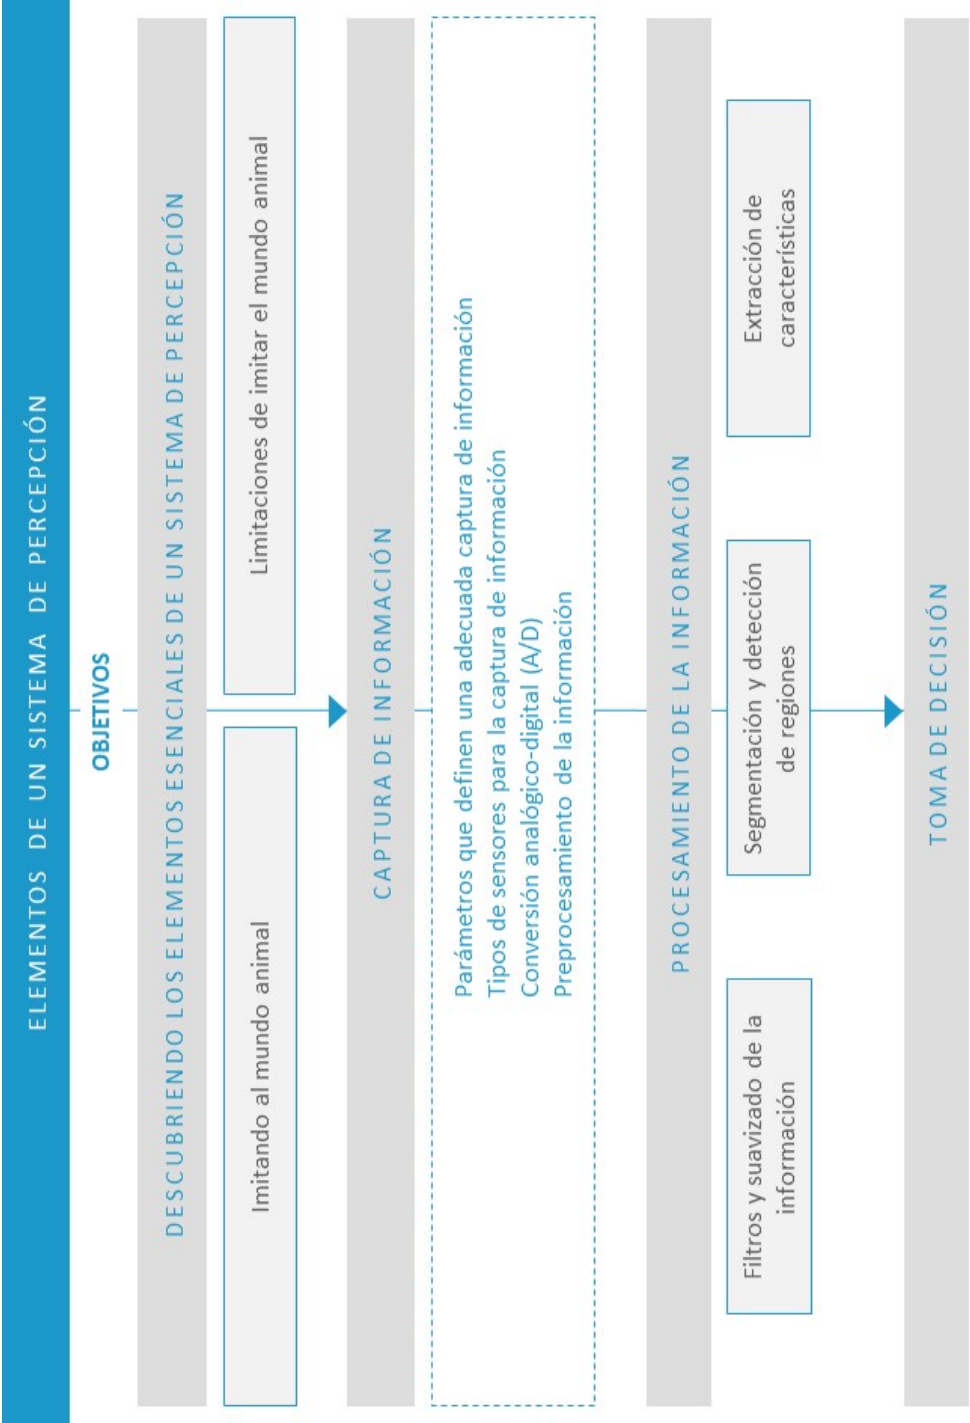 ELEMENTOS DE UN SISTEMA DE PERCEPCIÓN
OBJETIVOS
DESCUBRIENDO LOS ELEMENTOS ESENCIALES DE UN SISTEMA DE PERCEPCIÓN
Imitando al mundo animal
Limitaciones de imitar el mundo animal
CAPTURA DE INFORMACIÓN
Parámetros que definen una adecuada captura de información
Tipos de sensores para la captura de información
Conversión analógico-digital (A/D)
Preprocesamiento de la información
PROCESAMIENTO DE LA INFORMACIÓN
Filtros y suavizado de la
información
Segmentación y detección
de regiones
Extracción de
características
TOMA DE DECISIÓN